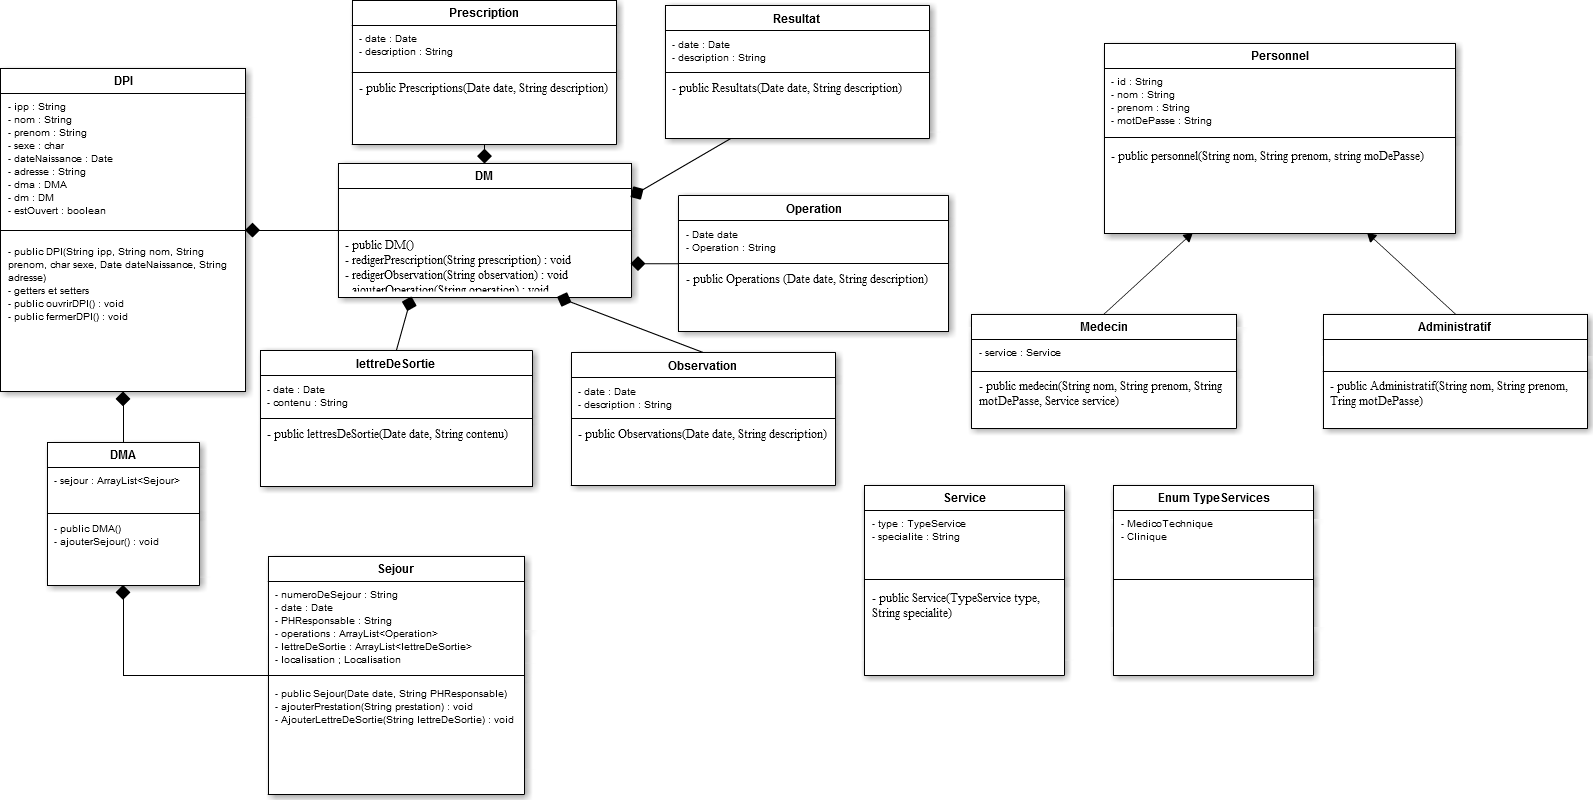 Prescription
- date : Date
- description : String
- public Prescriptions(Date date, String description)
Resultat
- date : Date
- description : String
- public Resultats(Date date, String description)
Personnel
- id : String
- nom : String
- prenom : String
- motDePasse : String
- public personnel(String nom, String prenom, string moDePasse)
DPI
- ipp : String
- nom : String
- prenom : String
- sexe : char
- dateNaissance : Date
- adresse : String
- dma : DMA
- dm : DM
- estOuvert : boolean
- public DPI(String ipp, String nom, String
prenom, char sexe, Date dateNaissance, String
adresse)
- getters et setters
- public ouvrirDPI() : void
- public fermerDPI() : void
DM
- public DM()
- redigerPrescription(String prescription) : void
- redigerObservation(String observation) : void
- ajouterOperation(String operation) : void
Operation
- Date date
- Operation : String
- public Operations (Date date, String description)
Medecin
- service : Service
- public medecin(String nom, String prenom, String
motDePasse, Service service)
Administratif
- public Administratif(String nom, String prenom,
Tring motDePasse)
lettreDeSortie
- date : Date
- contenu : String
- public lettresDeSortie(Date date, String contenu)
Observation
- date : Date
- description : String
- public Observations(Date date, String description)
DMA
- sejour : ArrayList<Sejour>
- public DMA()
- ajouterSejour() : void
Service
- type : TypeService
- specialite : String
- public Service(TypeService type,
String specialite)
Enum TypeServices
- MedicoTechnique
- Clinique
Sejour
- numeroDeSejour : String
- date : Date
- PHResponsable : String
- operations : ArrayList<Operation>
- lettreDeSortie : ArrayList<lettreDeSortie>
- localisation ; Localisation
- public Sejour(Date date, String PHResponsable)
- ajouterPrestation(String prestation) : void
- AjouterLettreDeSortie(String lettreDeSortie) : void